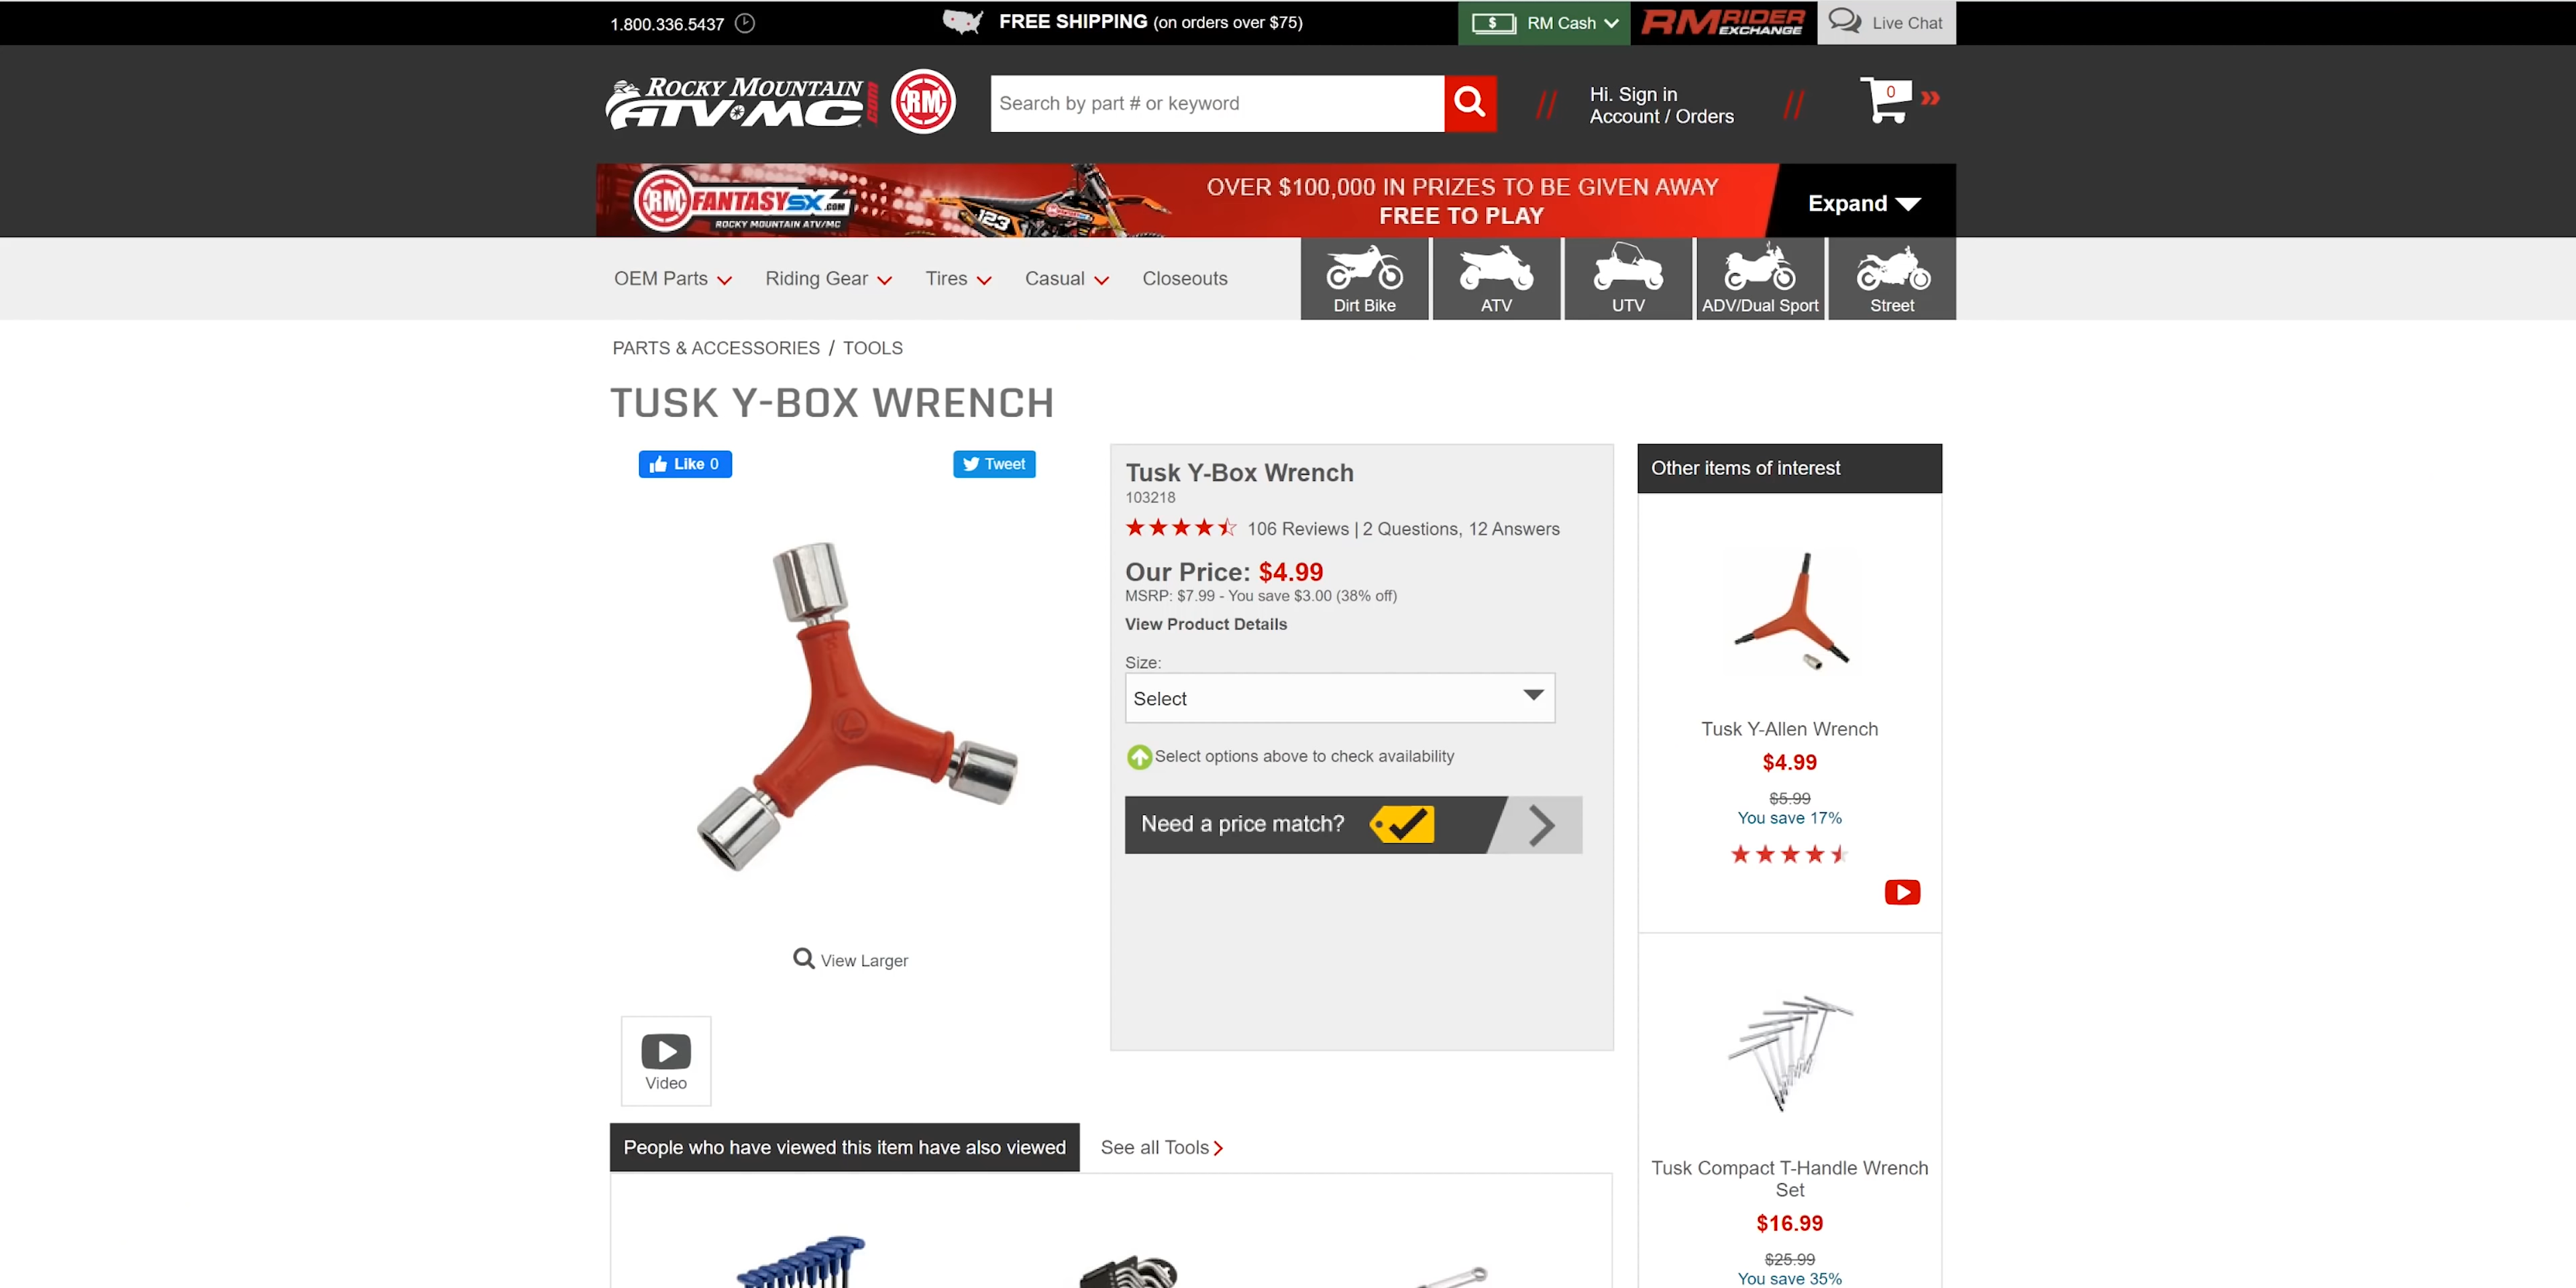 1.800.336.5437
FREE SHIPPING (on orders over $75)
RM Cash
RM RIDER EXCHANGE
Live Chat
ROCKY MOUNTAIN
ATV•MC.com
RM
Search by part # or keyword
Hi. Sign in
Account / Orders
0
RM FANTASYSX.COM
ROCKY MOUNTAIN ATV/MC
123
OVER $100,000 IN PRIZES TO BE GIVEN AWAY
FREE TO PLAY
Expand
OEM Parts
Riding Gear
Tires
Casual
Closeouts
Dirt Bike
ATV
UTV
ADV/Dual Sport
Street
PARTS & ACCESSORIES / TOOLS
TUSK Y-BOX WRENCH
Like 0
Tweet
View Larger
Video
Tusk Y-Box Wrench
103218
106 Reviews | 2 Questions, 12 Answers
Our Price: $4.99
MSRP: $7.99 - You save $3.00 (38% off)
View Product Details
Size:
Select
Select options above to check availability
Need a price match?
Other items of interest
Tusk Y-Allen Wrench
$4.99
$5.99
You save 17%
Tusk Compact T-Handle Wrench
Set
$16.99
$25.99
You save 35%
People who have viewed this item have also viewed
See all Tools